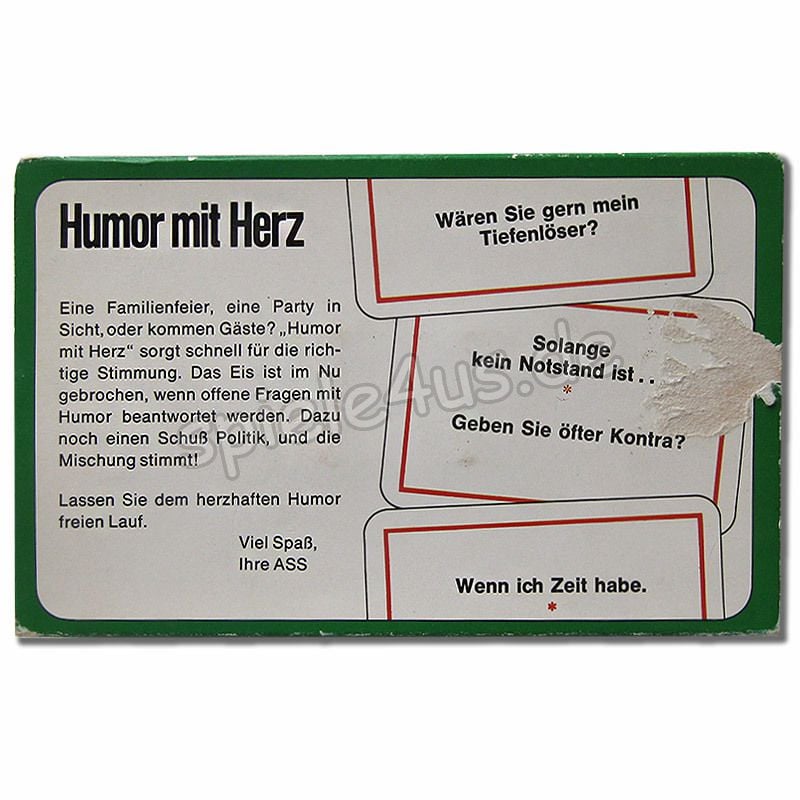 Humor mit Herz
Eine Familienfeier, eine Party in
Sicht, oder kommen Gäste? „Humor
mit Herz“ sorgt schnell für die rich-
tige Stimmung. Das Eis ist im Nu
gebrochen, wenn offene Fragen mit
Humor beantwortet werden. Dazu
noch einen Schuß Politik, und die
Mischung stimmt!
Lassen Sie dem herzhaften Humor
freien Lauf.
Viel Spaß,
Ihre ASS
Wären Sie gern mein
Tiefenlöser?
Solange
kein Notstand ist . .
*
Geben Sie öfter Kontra?
Wenn ich Zeit habe.
*
spiele4us.de